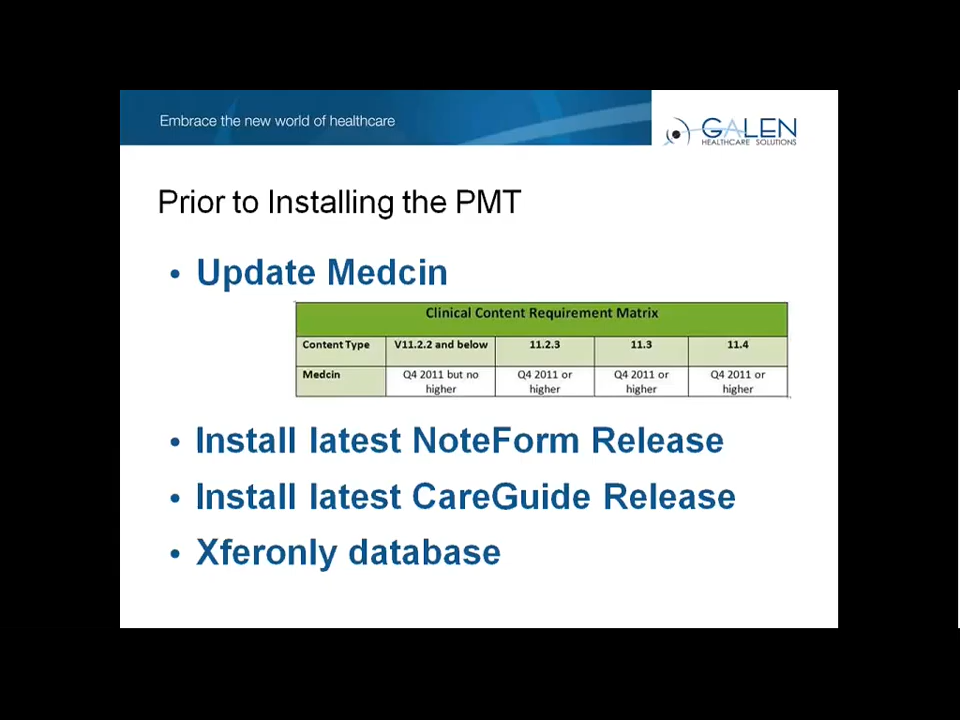 Embrace the new world of healthcare
GALEN
HEALTHCARE SOLUTIONS
Prior to Installing the PMT
• Update Medcin
Clinical Content Requirement Matrix
Content Type V11.2.2 and below 11.2.3 11.3 11.4
Medcin Q4 2011 but no higher Q4 2011 or higher Q4 2011 or higher Q4 2011 or higher
• Install latest NoteForm Release
• Install latest CareGuide Release
• Xferonly database